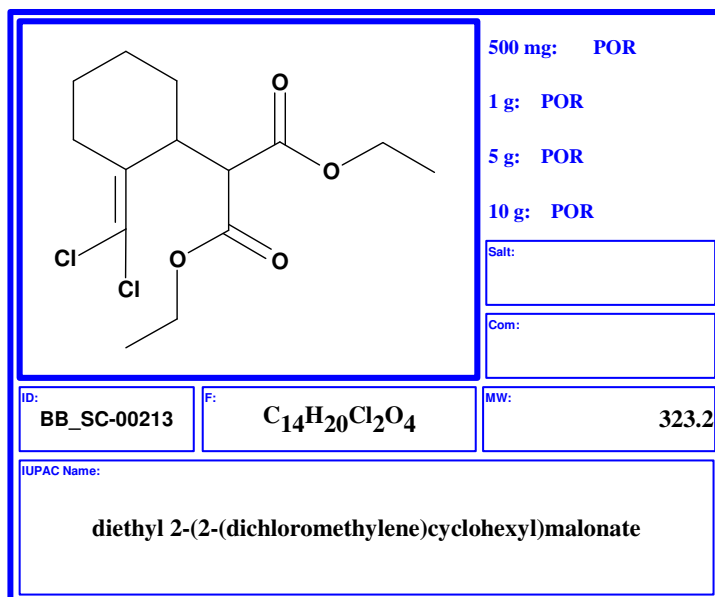 500 mg: POR
1 g: POR
5 g: POR
10 g: POR
O
O
O
O
Cl
Cl
Salt:
Com:
ID:
BB_SC-00213
F:
C14H20Cl2O4
MW:
323.2
IUPAC Name:
diethyl 2-(2-(dichloromethylene)cyclohexyl)malonate